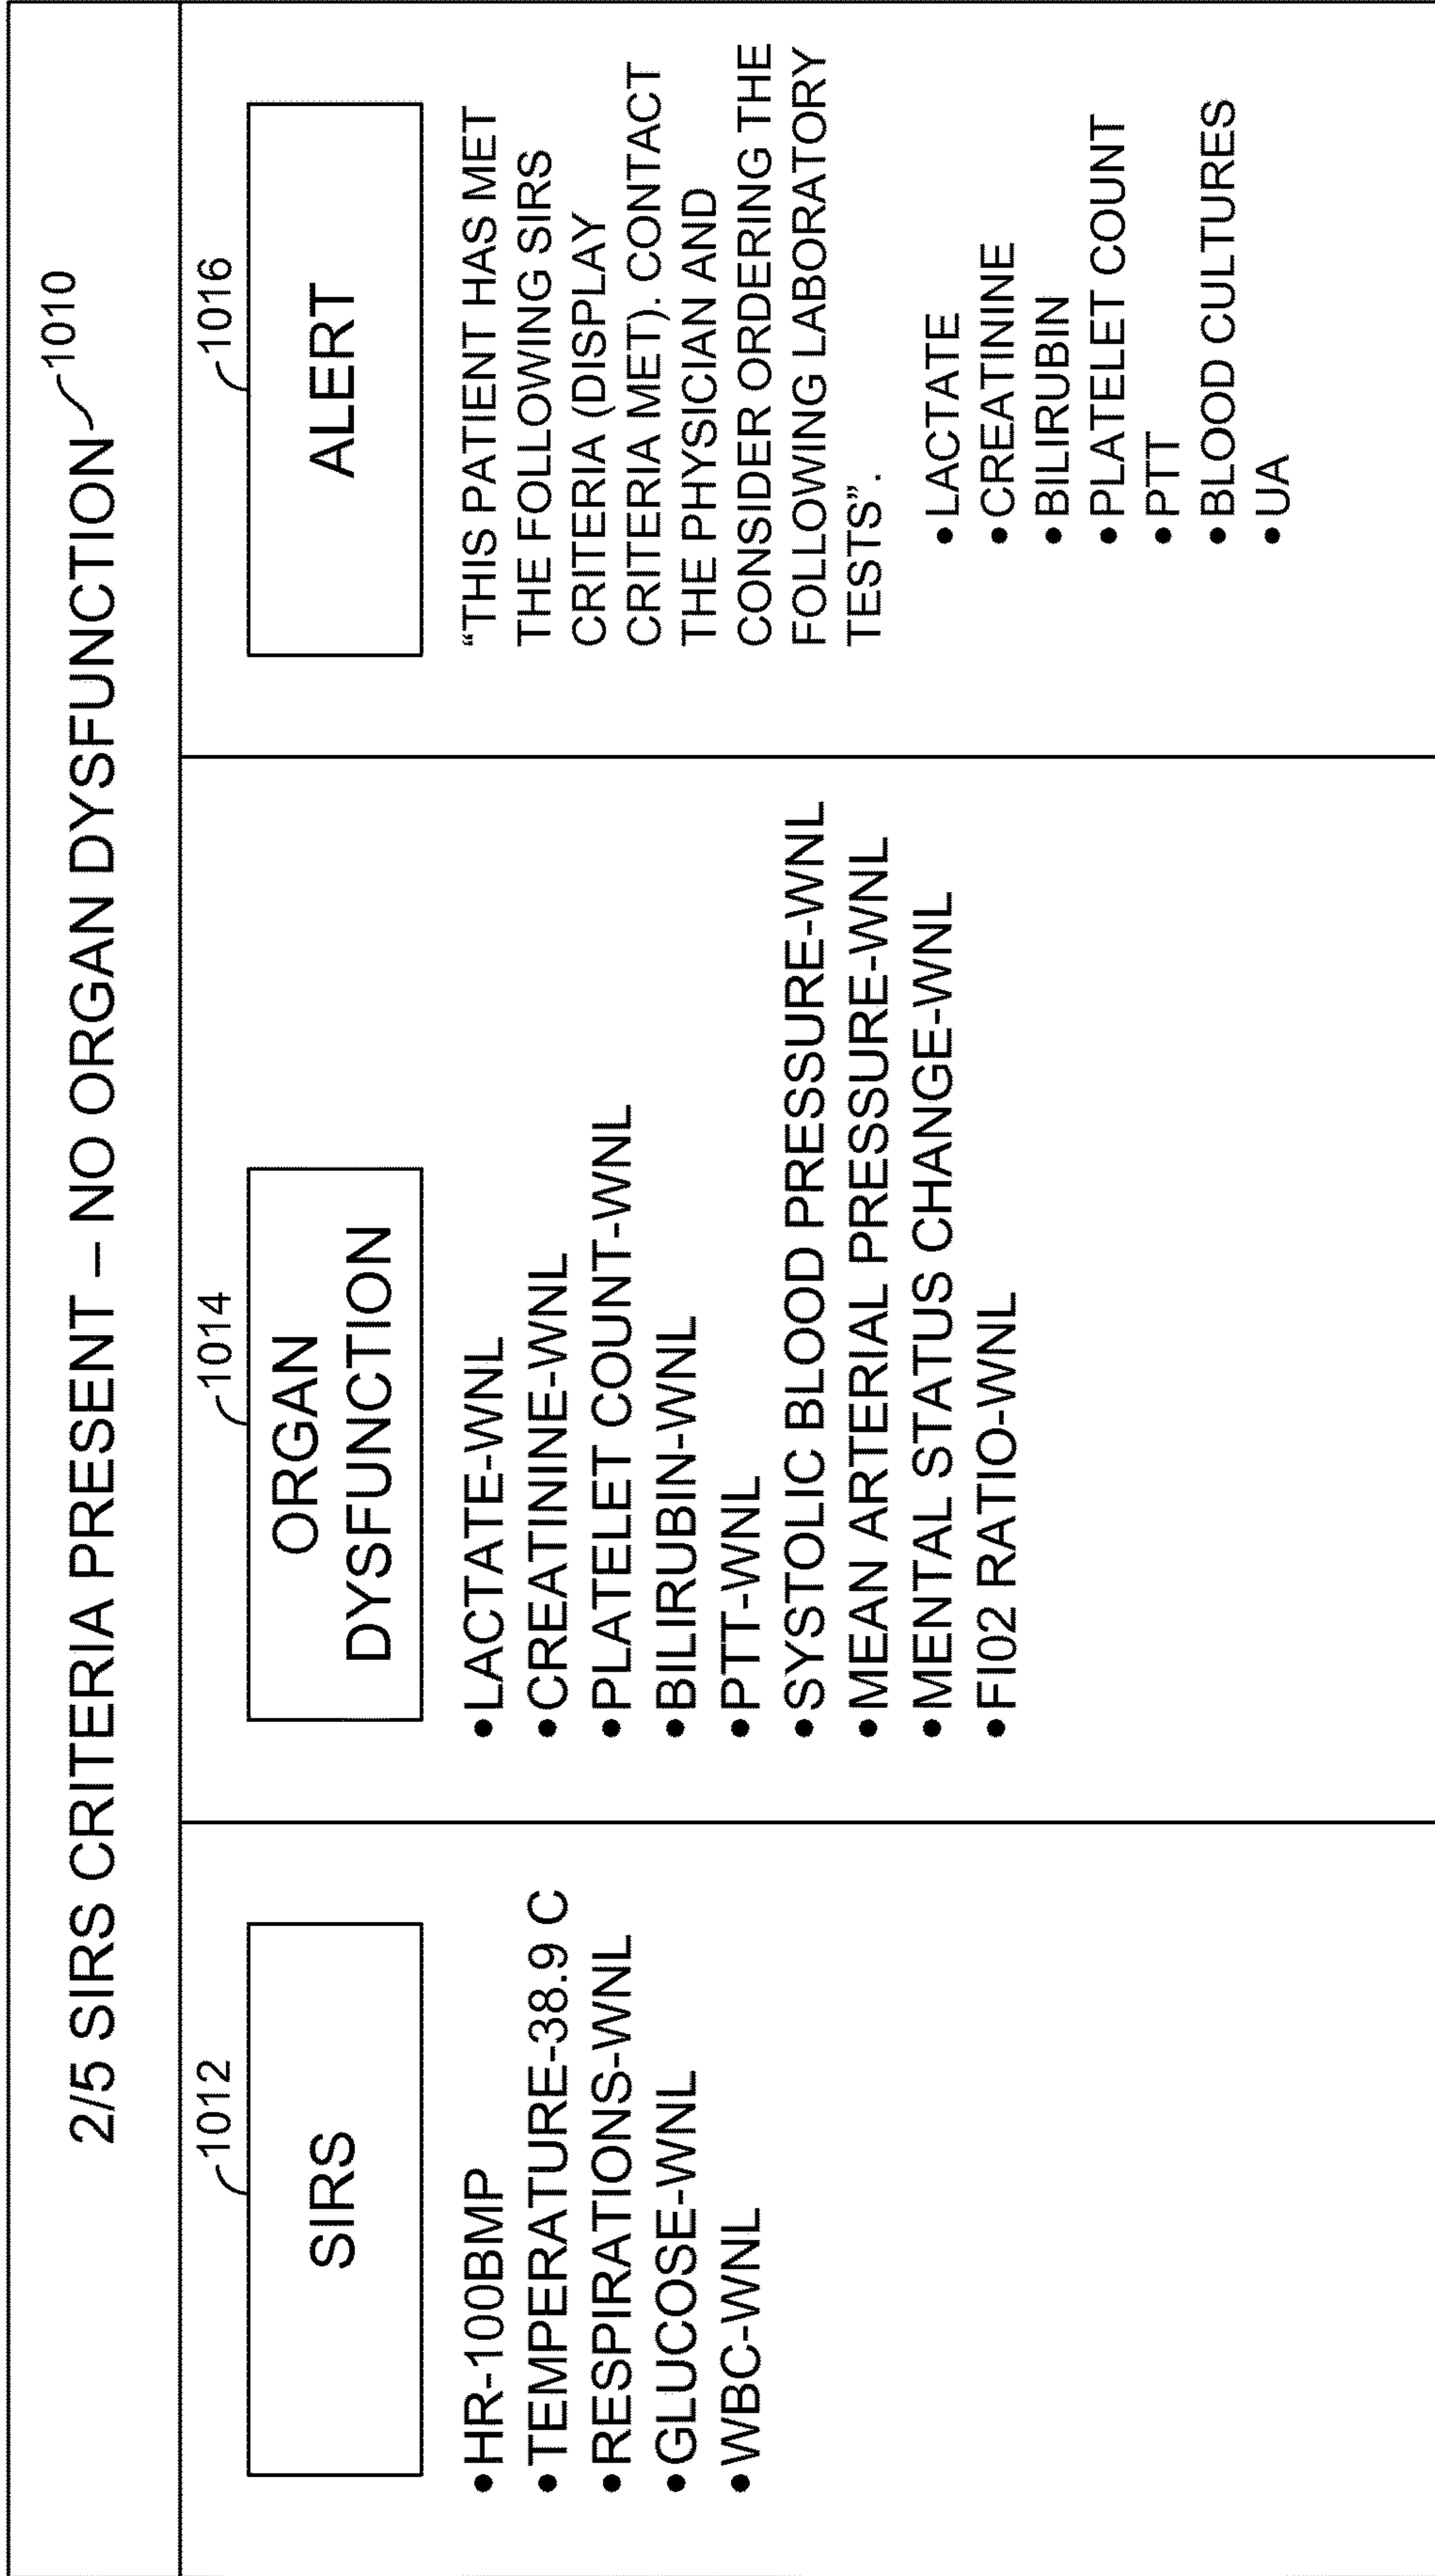 2/5 SIRS CRITERIA PRESENT – NO ORGAN DYSFUNCTION 1010
1012
SIRS
•HR-100BMP
•TEMPERATURE-38.9 C
•RESPIRATIONS-WNL
•GLUCOSE-WNL
•WBC-WNL
1014
ORGAN
DYSFUNCTION
•LACTATE-WNL
•CREATININE-WNL
•PLATELET COUNT-WNL
•BILIRUBIN-WNL
•PTT-WNL
•SYSTOLIC BLOOD PRESSURE-WNL
•MEAN ARTERIAL PRESSURE-WNL
•MENTAL STATUS CHANGE-WNL
•FI02 RATIO-WNL
1016
ALERT
“THIS PATIENT HAS MET
THE FOLLOWING SIRS
CRITERIA (DISPLAY
CRITERIA MET). CONTACT
THE PHYSICIAN AND
CONSIDER ORDERING THE
FOLLOWING LABORATORY
TESTS”.
•LACTATE
•CREATININE
•BILIRUBIN
•PLATELET COUNT
•PTT
•BLOOD CULTURES
•UA